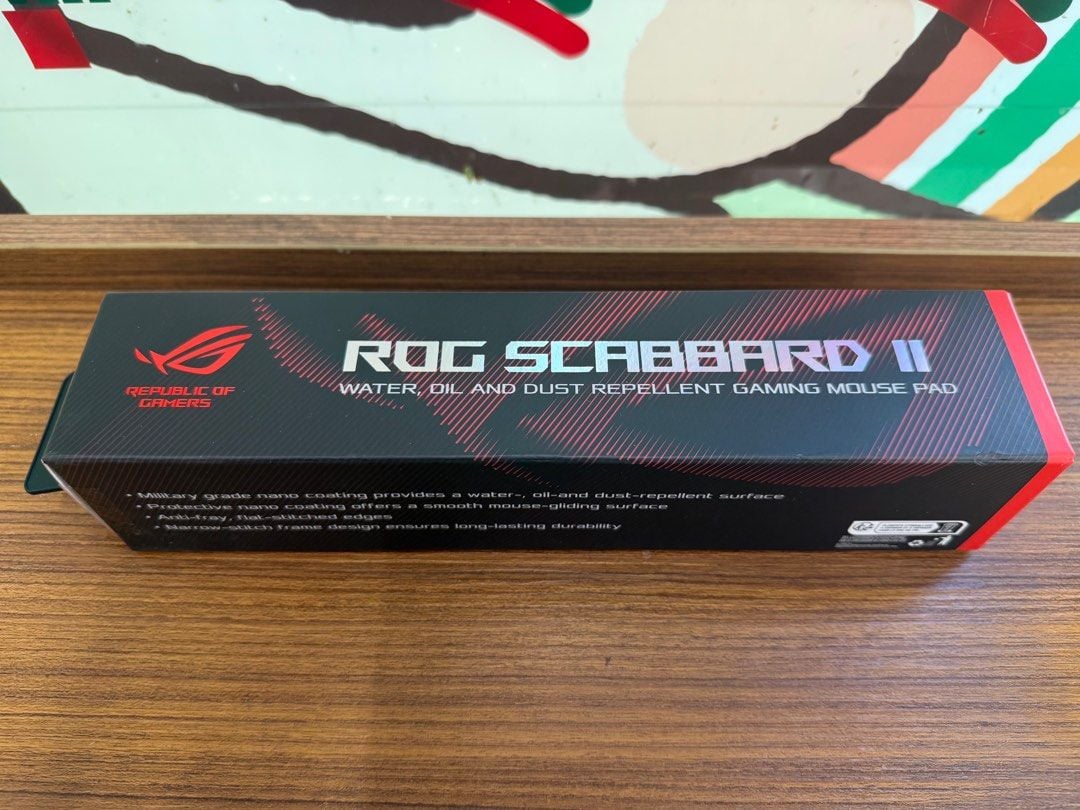 REPUBLIC OF
GAMERS
ROG SCABBARD II
WATER, OIL AND DUST REPELLENT GAMING MOUSE PAD
• Military grade nano coating provides a water-, oil-and dust-repellent surface
• Protective nano coating offers a smooth mouse-gliding surface
• Anti-fray, flat-stitched edges
• Narrow-stitch frame design ensures long-lasting durability